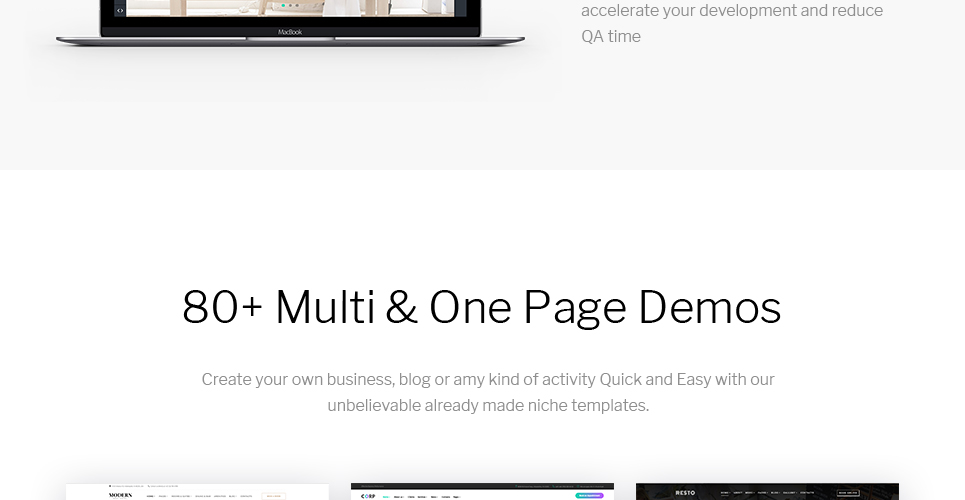 accelerate your development and reduce
QA time
MacBook
80+ Multi & One Page Demos
Create your own business, blog or amy kind of activity Quick and Easy with our
unbelievable already made niche templates.
MODERN
CORP
RESTO